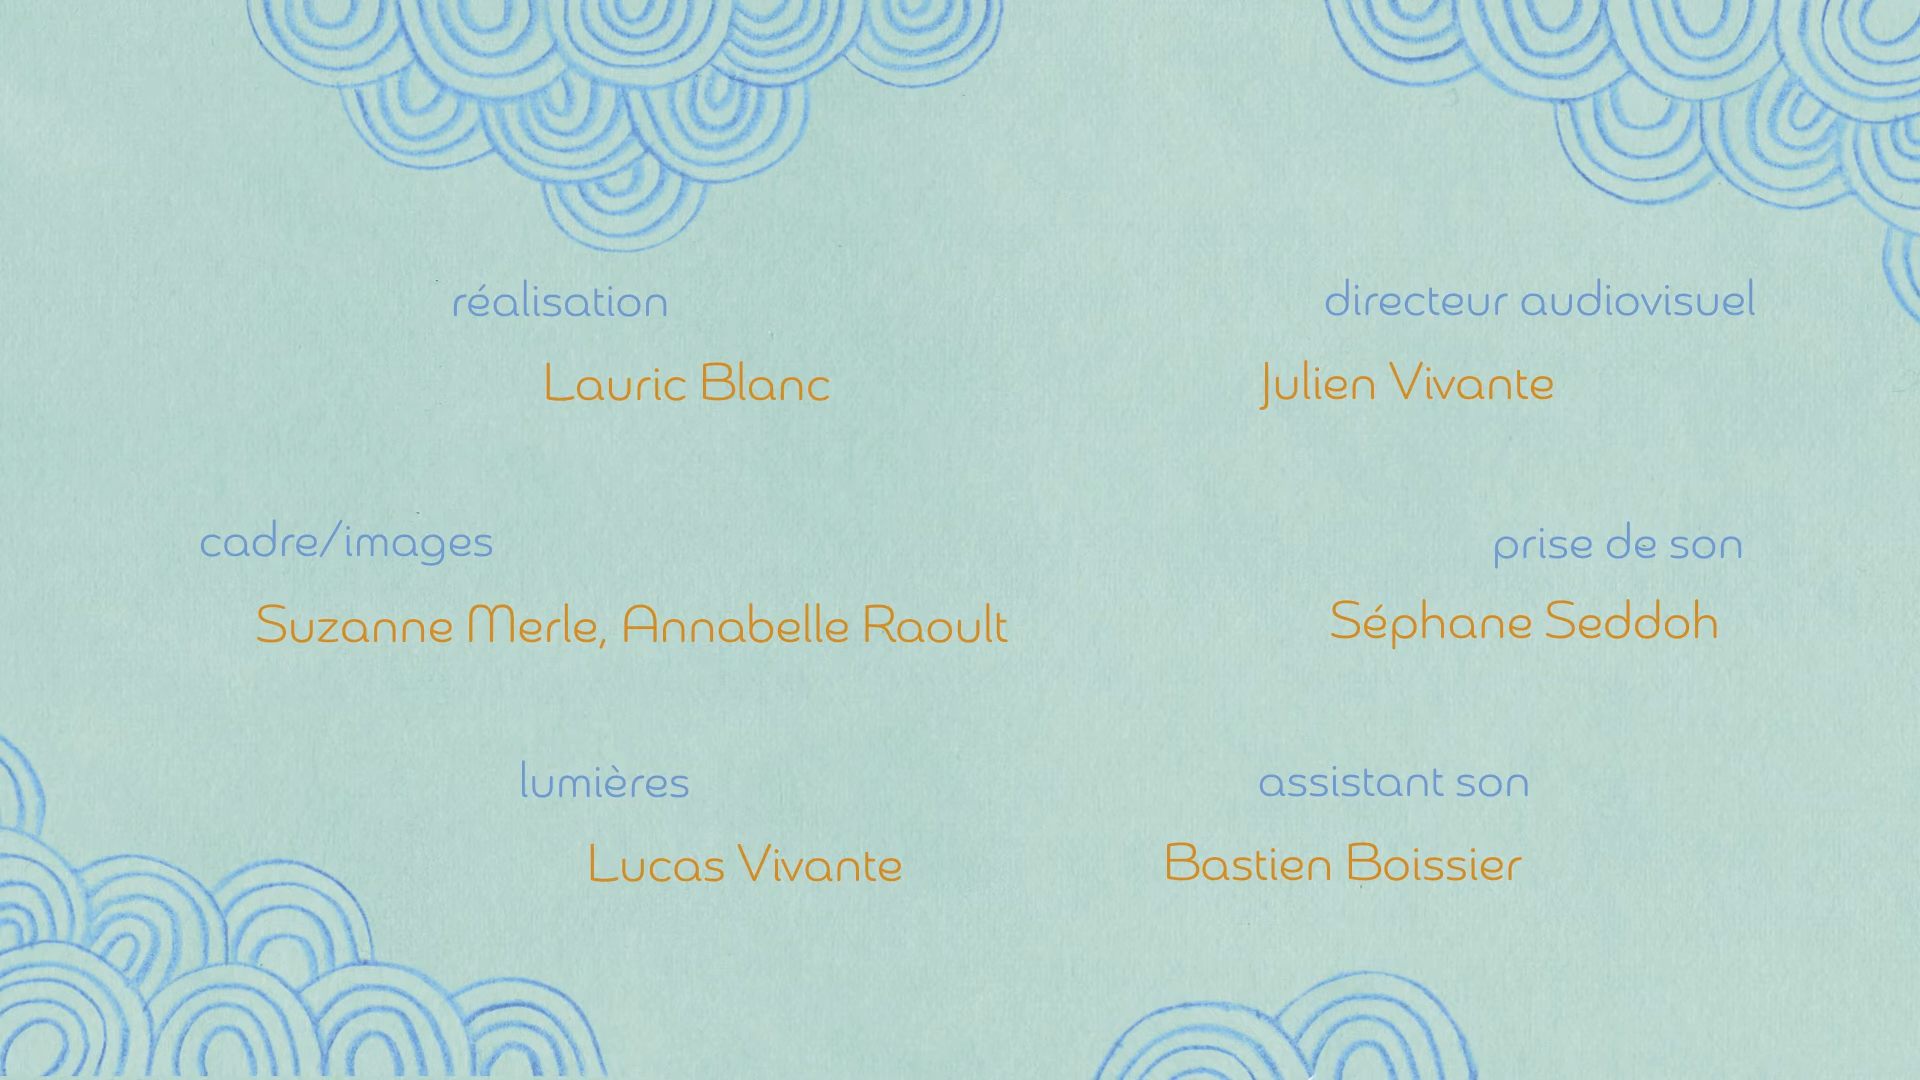 réalisation
Lauric Blanc
directeur audiovisuel
Julien Vivante
cadre/images
Suzanne Merle, Annabelle Raoult
prise de son
Séphane Seddoh
lumières
Lucas Vivante
assistant son
Bastien Boissier